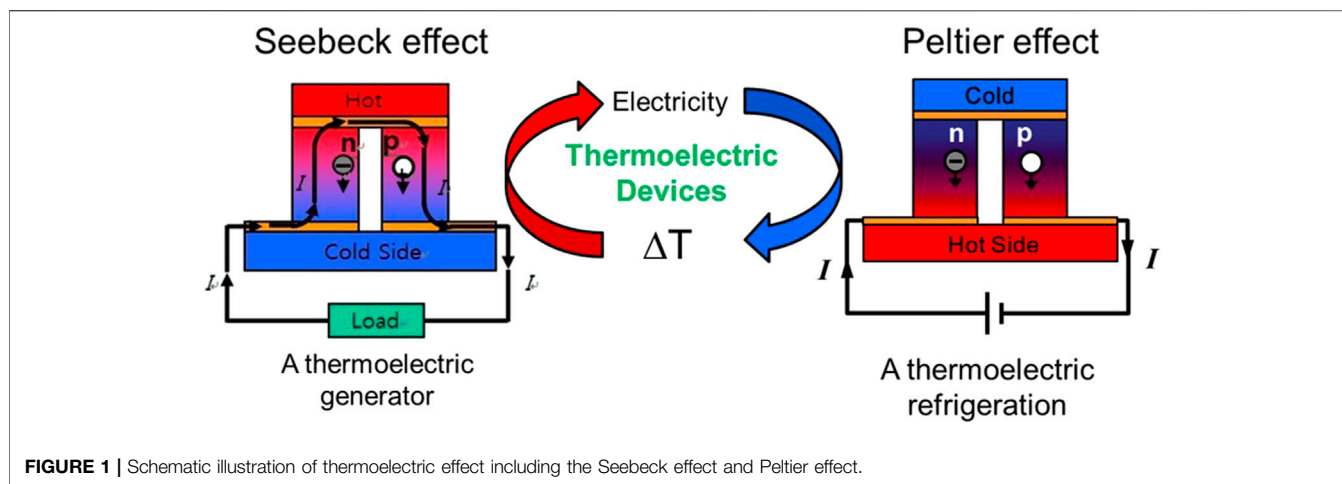 Seebeck effect
Hot
n
p
I
I
Cold Side
I
I
Load
A thermoelectric
generator
Electricity
Thermoelectric
Devices
ΔT
Peltier effect
Cold
n
p
Hot Side
I
I
A thermoelectric
refrigeration
FIGURE 1 | Schematic illustration of thermoelectric effect including the Seebeck effect and Peltier effect.